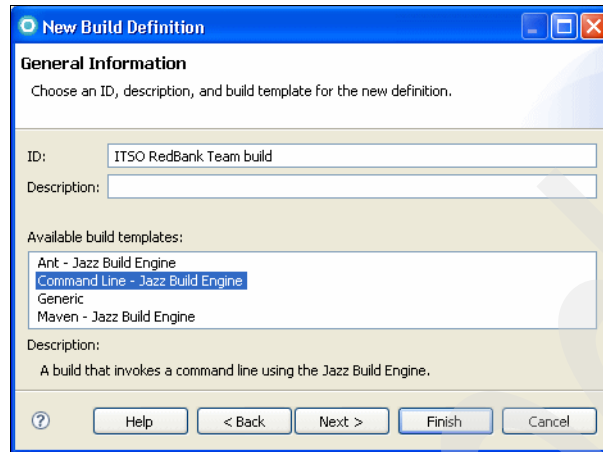 New Build Definition
General Information
Choose an ID, description, and build template for the new definition.
ID: ITSO RedBank Team build
Description:
Available build templates:
Ant - Jazz Build Engine
Command Line - Jazz Build Engine
Generic
Maven - Jazz Build Engine
Description:
A build that invokes a command line using the Jazz Build Engine.
? Help < Back Next > Finish Cancel